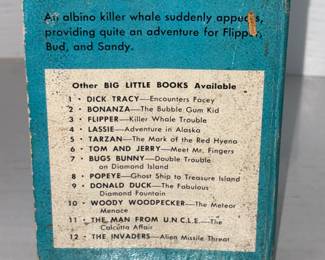 An albino killer whale suddenly appears,
providing quite an adventure for Flipper,
Bud, and Sandy.
Other BIG LITTLE BOOKS Available
1 • DICK TRACY—Encounters Facey
2 • BONANZA—The Bubble Gum Kid
3 • FLIPPER—Killer Whale Trouble
4 • LASSIE—Adventure in Alaska
5 • TARZAN—The Mark of the Red Hyena
6 • TOM AND JERRY—Meet Mr. Fingers
7 • BUGS BUNNY—Double Trouble
on Diamond Island
8 • POPEYE—Ghost Ship to Treasure Island
9 • DONALD DUCK—The Fabulous
Diamond Fountain
10 • WOODY WOODPECKER—The Meteor
Menace
11 • THE MAN FROM U.N.C.L.E.—The
Calcutta Affair
12 • THE INVADERS—Alien Missile Threat